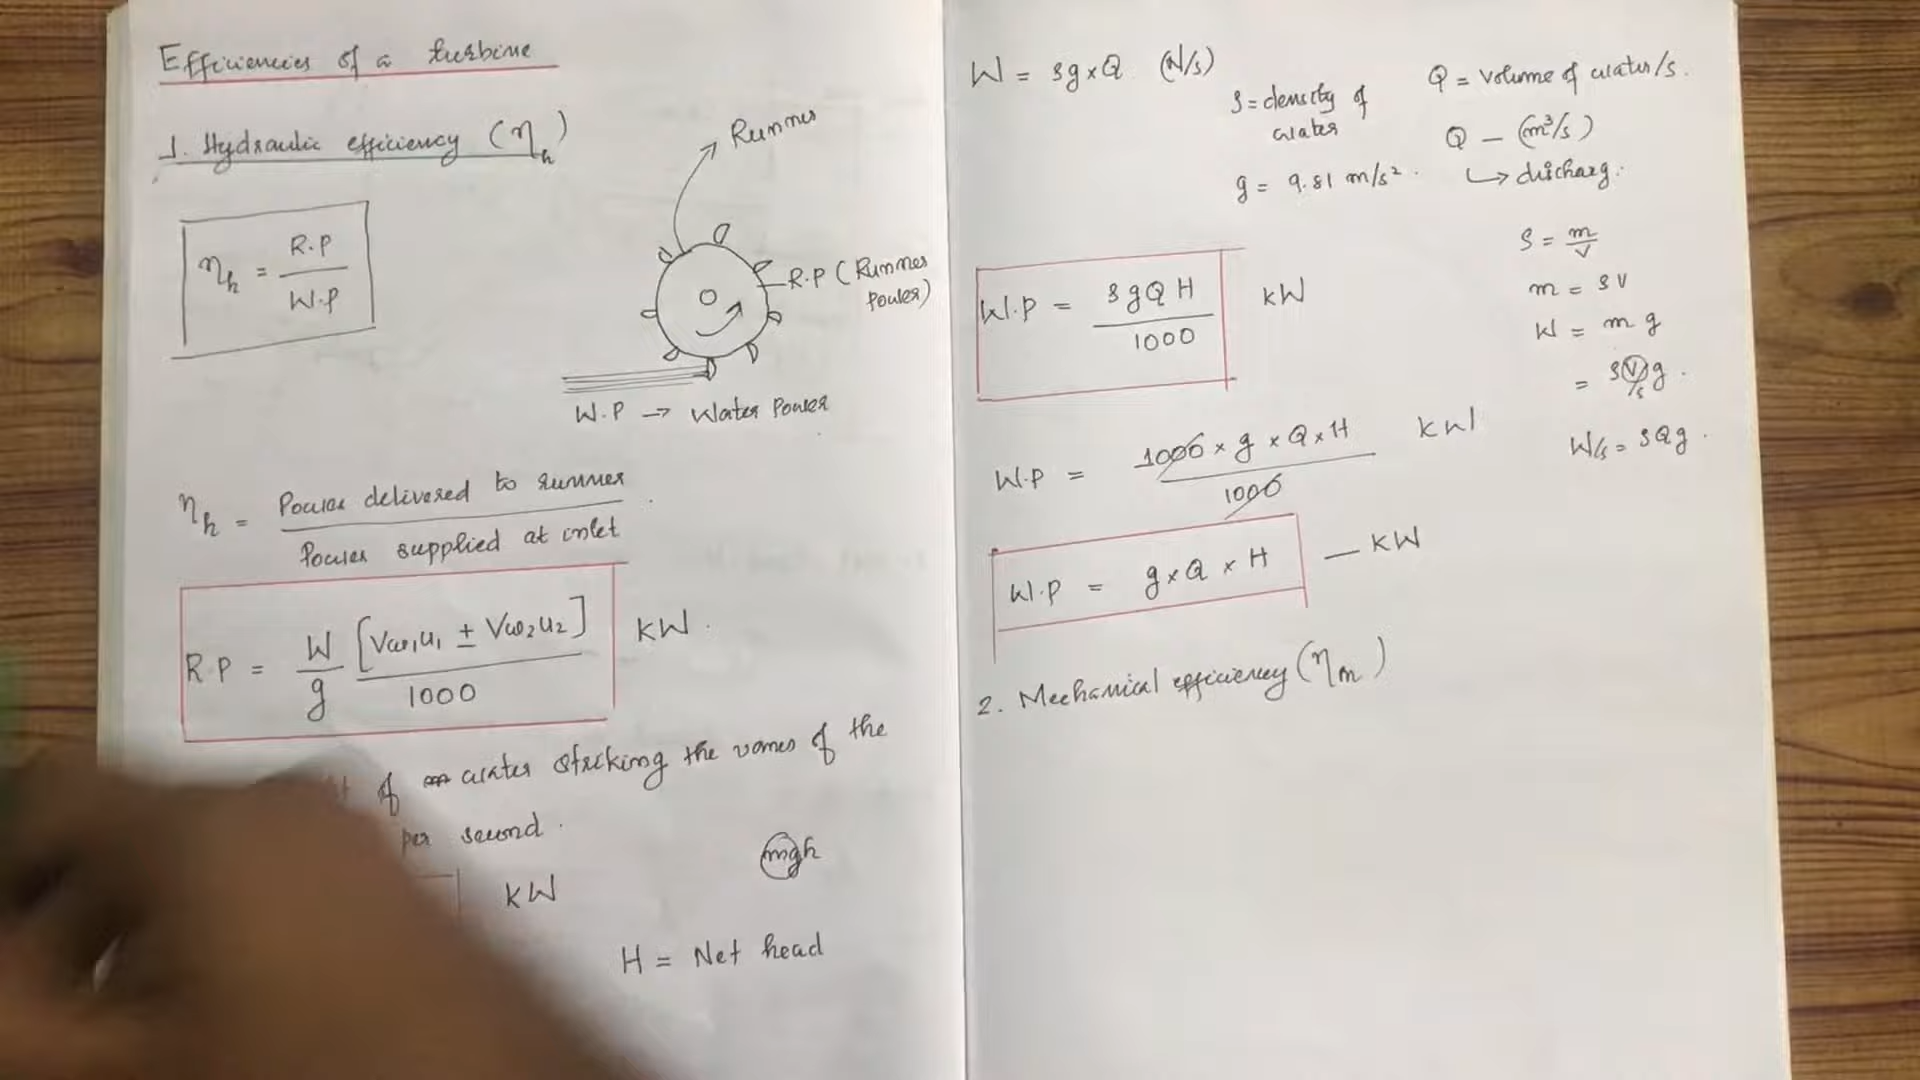 Efficiencies of a turbine
1. Hydraulic efficiency (ηh)
ηh = R.P / W.P
Runner
R.P (Runner Power)
W.P → Water Power
ηh = Power delivered to runner / Power supplied at inlet
R.P = W/g [Vw1u1 ± Vw2u2] / 1000 kW.
of water striking the vanes of the
per second.
mgh
kW
H = Net head
W = ρg×Q (N/s)
ρ = density of water
g = 9.81 m/s².
Q = Volume of water/s.
Q – (m³/s)
↳ discharg.
W.P = ρgQH / 1000 kW
ρ = m/V
m = ρV
W = mg
= ρV/s g.
W/s = ρQg.
W.P = 1000 × g × Q × H / 1000 kW
W.P = g×Q × H — kW
2. Mechanical efficiency (ηm)